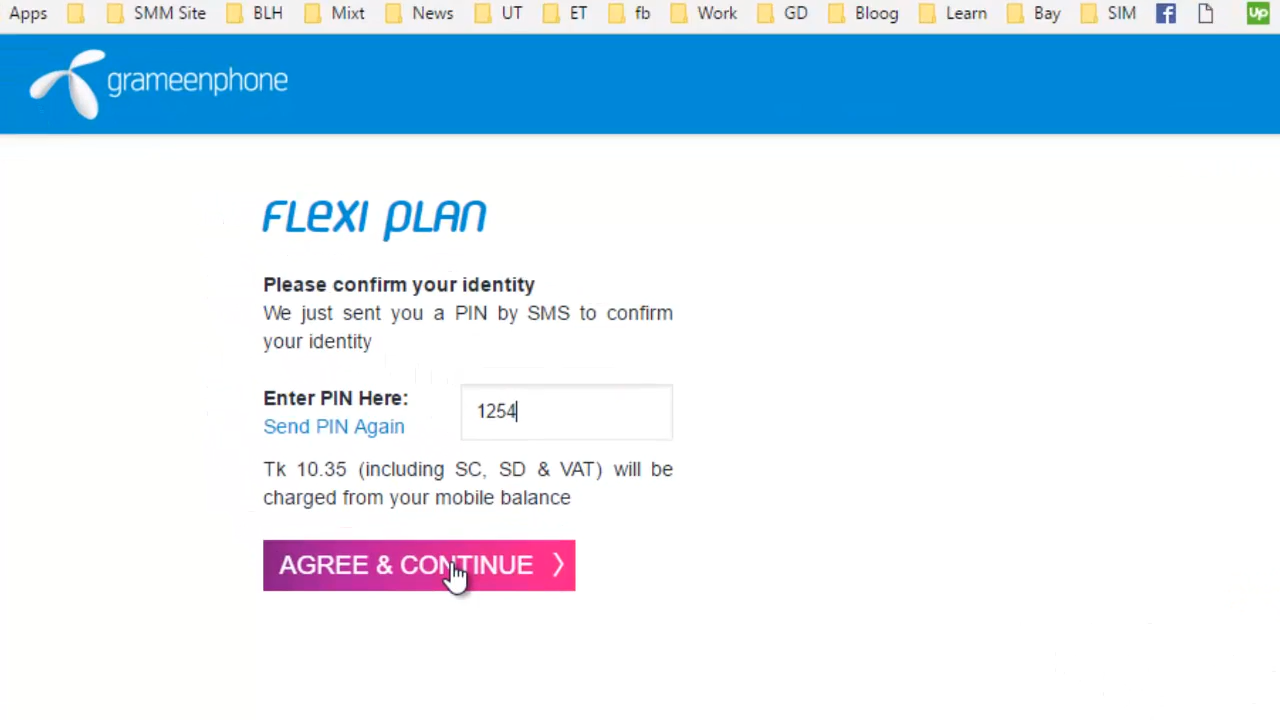 Apps SMM Site BLH Mixt News UT ET fb Work GD Bloog Learn Bay SIM f Up
grameenphone
FLEXI PLAN
Please confirm your identity
We just sent you a PIN by SMS to confirm
your identity
Enter PIN Here: 1254
Send PIN Again
Tk 10.35 (including SC, SD & VAT) will be
charged from your mobile balance
AGREE & CONTINUE